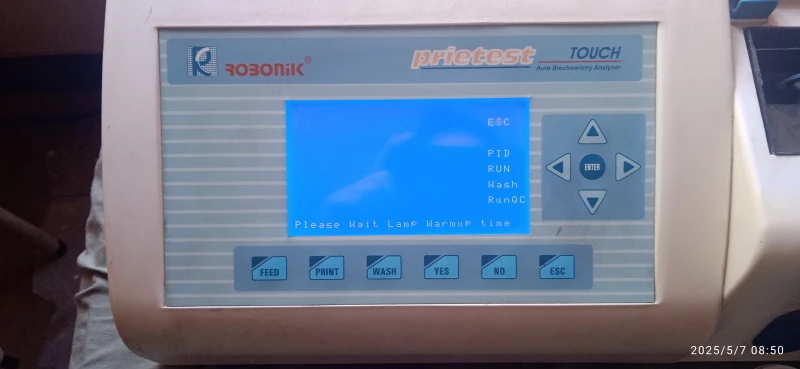 ROBONIK®
prietest TOUCH
Auto Biochemistry Analyser
PID
RUN
Wash
RunQC
Please Wait Lamp Warmup time
ENTER
FEED PRINT WASH YES NO ESC
2025/5/7 08:50